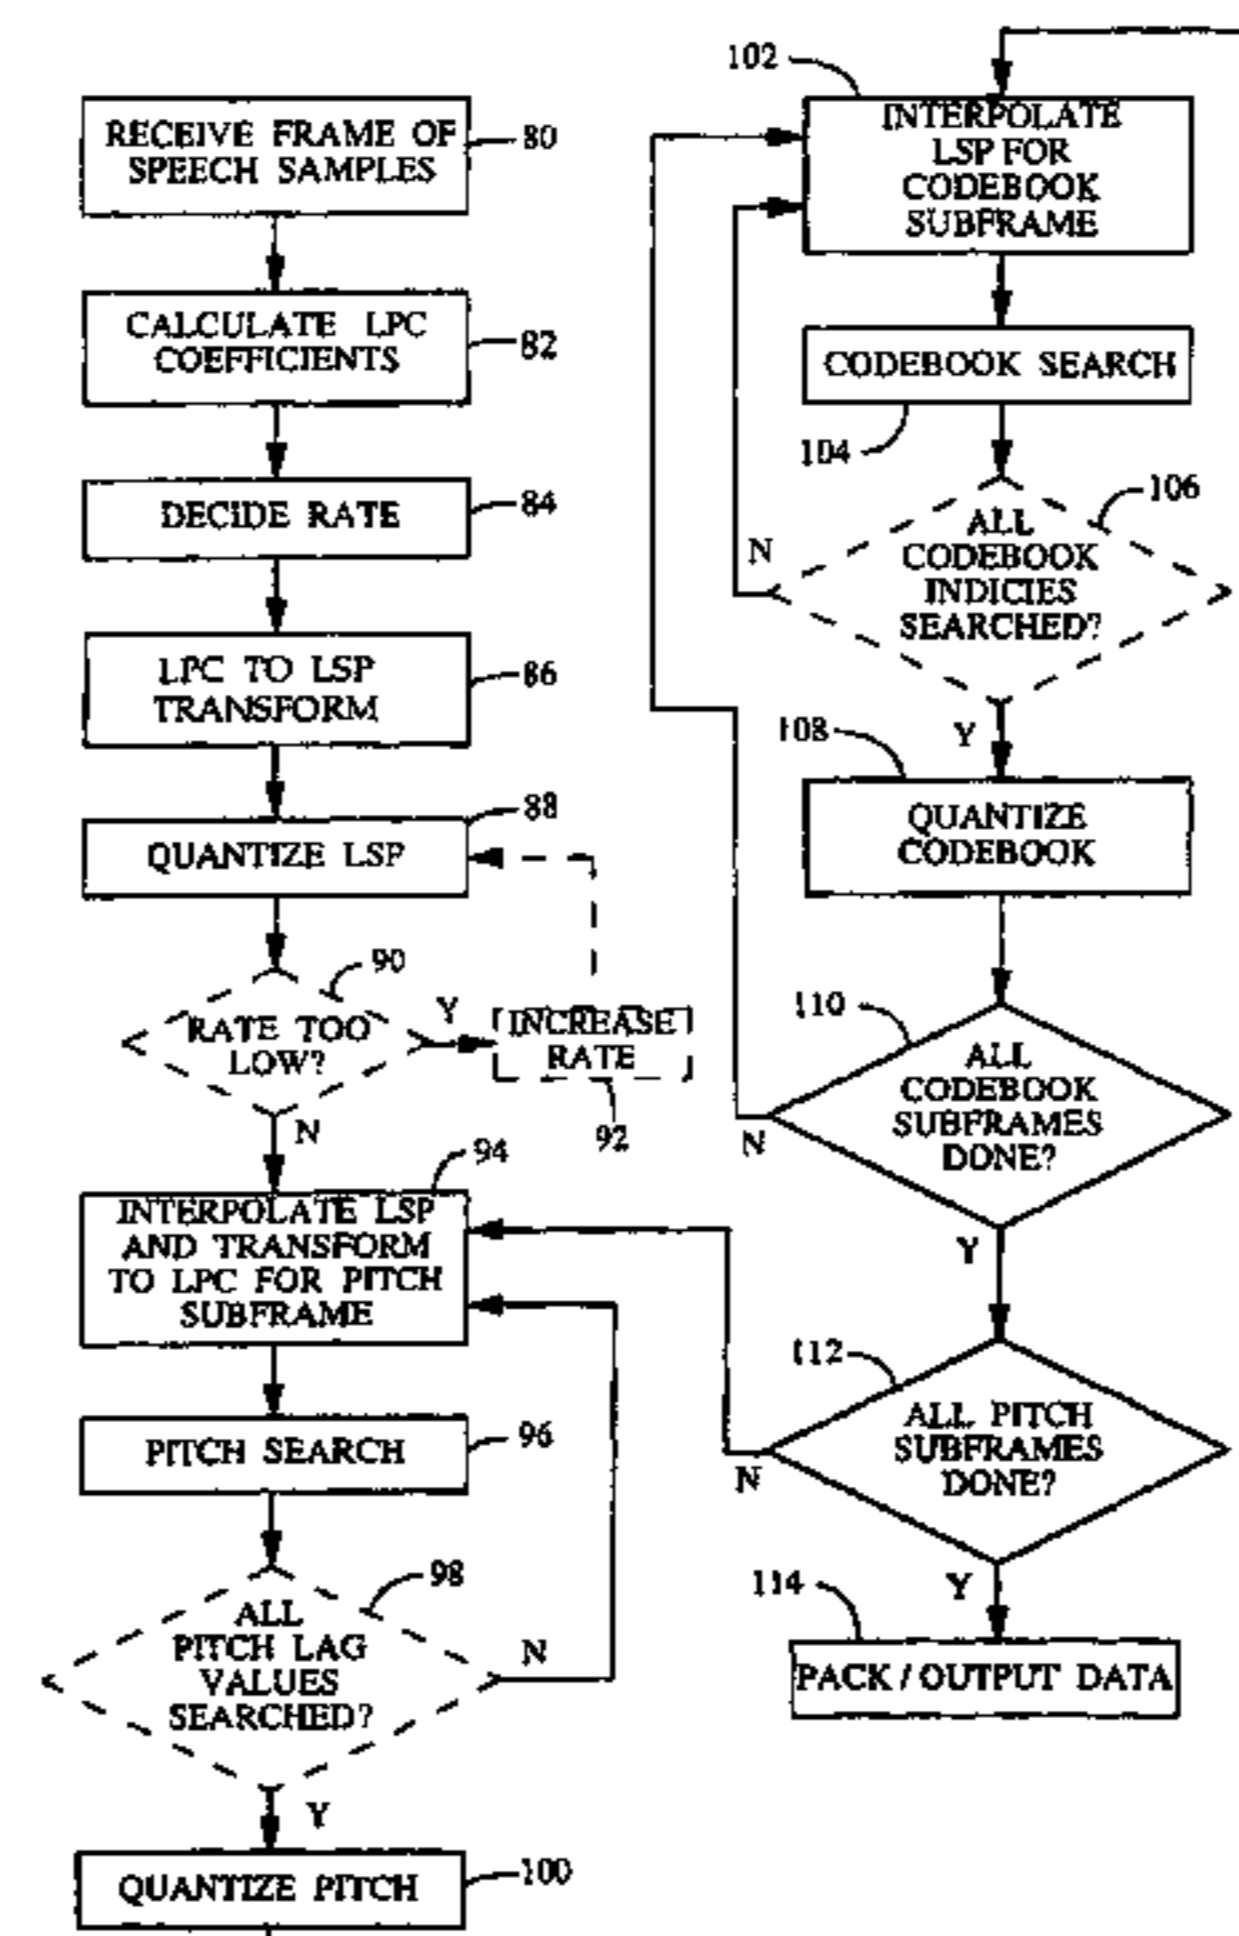 RECEIVE FRAME OF
SPEECH SAMPLES
80
CALCULATE LPC
COEFFICIENTS
82
DECIDE RATE
84
LPC TO LSP
TRANSFORM
86
88
QUANTIZE LSP
90
RATE TOO
LOW?
Y
INCREASE
RATE
92
N
94
INTERPOLATE LSP
AND TRANSFORM
TO LPC FOR PITCH
SUBFRAME
PITCH SEARCH
96
98
ALL
PITCH LAG
VALUES
SEARCHED?
N
Y
QUANTIZE PITCH
100
102
INTERPOLATE
LSP FOR
CODEBOOK
SUBFRAME
CODEBOOK SEARCH
104
106
ALL
CODEBOOK
INDICIES
SEARCHED?
N
Y
108
QUANTIZE
CODEBOOK
110
ALL
CODEBOOK
SUBFRAMES
DONE?
N
Y
112
ALL PITCH
SUBFRAMES
DONE?
N
Y
114
PACK / OUTPUT DATA